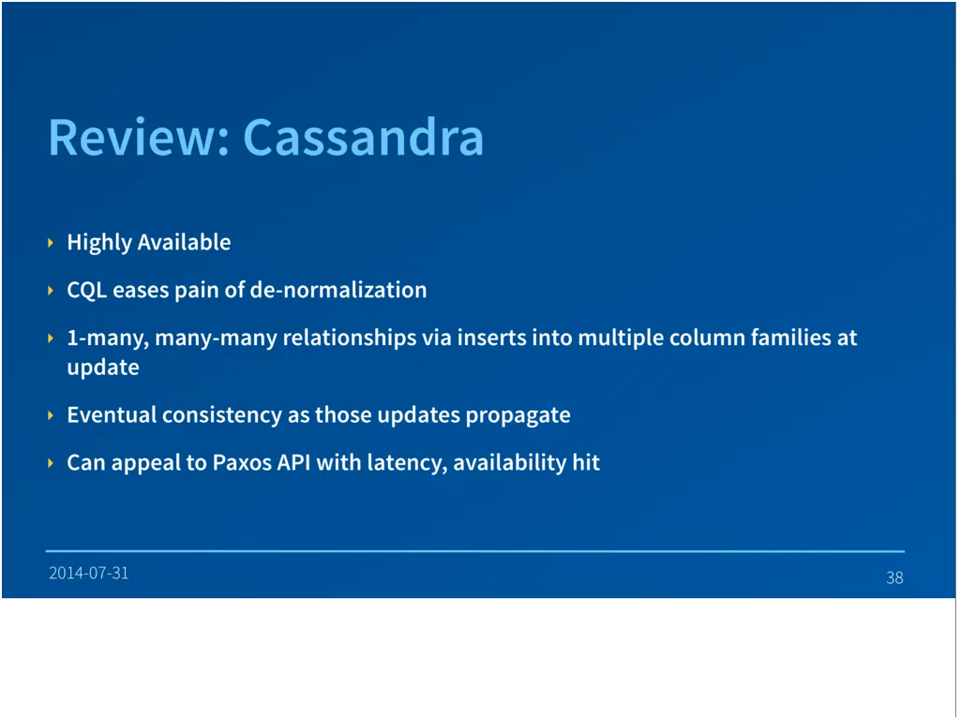 Review: Cassandra
Highly Available
CQL eases pain of de-normalization
1-many, many-many relationships via inserts into multiple column families at
update
Eventual consistency as those updates propagate
Can appeal to Paxos API with latency, availability hit
2014-07-31
38